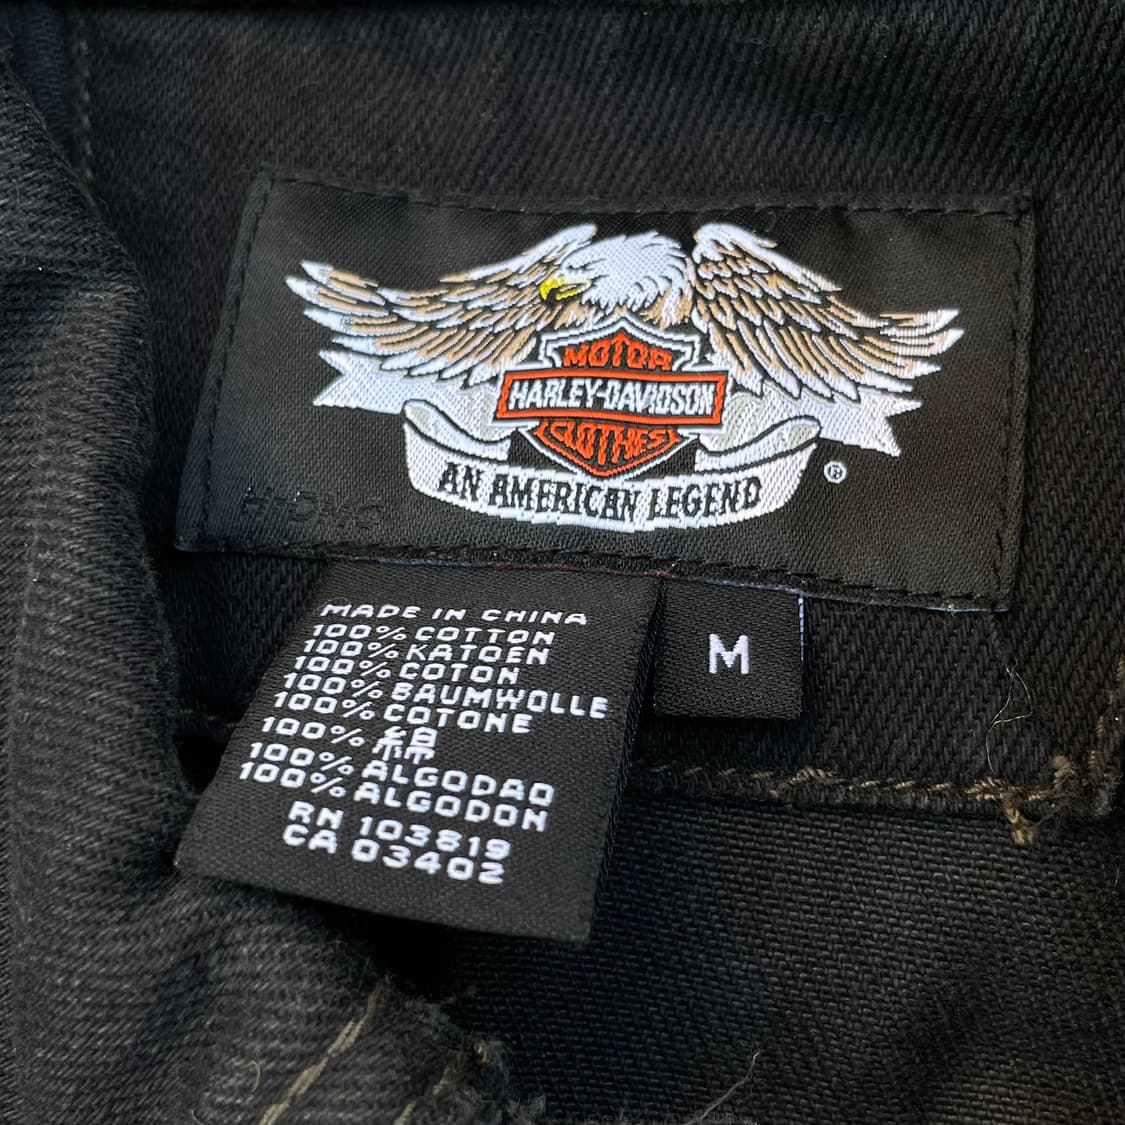 MOTOR
HARLEY-DAVIDSON
CLOTHES
AN AMERICAN LEGEND
®
MADE IN CHINA
100% COTTON
100% KATOEN
100% COTON
100% BAUMWOLLE
100% COTONE
100% 綿
100% ALGODAO
100% ALGODON
RN 103819
CA 03402
M